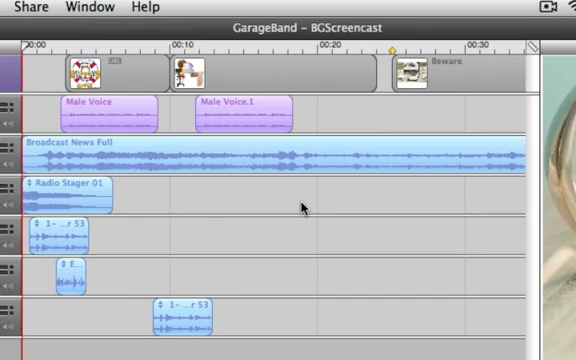 Share Window Help
GarageBand – BGScreencast
00:00 00:10 00:20 00:30
URL
Beware
Male Voice Male Voice.1
Broadcast News Full
Radio Stager 01
1- ...r 53
E...
1- ...r 53